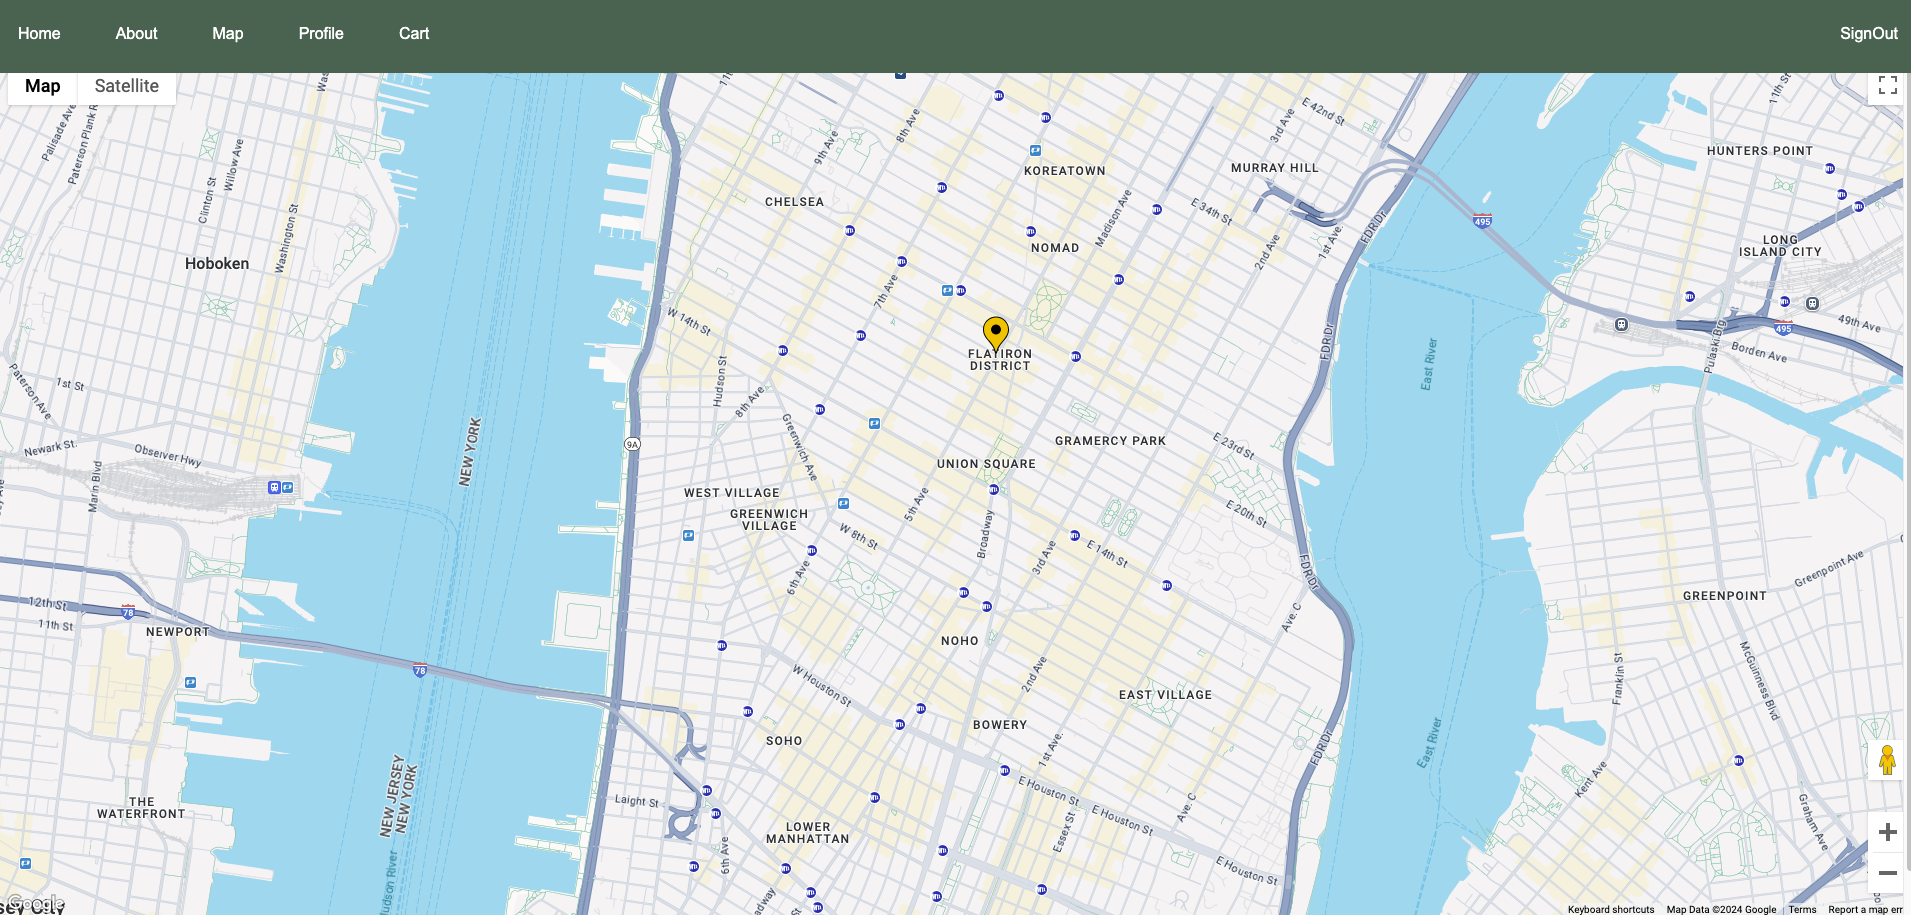 Home About Map Profile Cart SignOut
Map Satellite
Palisade Ave
Paterson Plank R
Willow Ave
Clinton St
Washington St
Hoboken
1st St
Paterson Ave
Newark St
Observer Hwy
Marin Blvd
12th St
11th St
78
NEWPORT
78
THE
WATERFRONT
NEW YORK
NEW JERSEY
NEW YORK
Hudson River
sey City
Google
9A
CHELSEA
9th Ave
8th Ave
KOREATOWN
MURRAY HILL
E 42nd St
3rd Ave
Madison Ave
E 34th St
2nd Ave
1st Ave
FDR Dr
NOMAD
7th Ave
W 14th St
Hudson St
8th Ave
Greenwich Ave
FLATIRON
DISTRICT
GRAMERCY PARK
UNION SQUARE
E 23rd St
FDR Dr
WEST VILLAGE
GREENWICH
VILLAGE
W 8th St
5th Ave
Broadway
3rd Ave
E 14th St
E 20th St
6th Ave
FDR Dr
Ave. C
NOHO
W Houston St
2nd Ave
EAST VILLAGE
BOWERY
SOHO
1st Ave.
FDR Dr
E Houston St
E Houston St
E Houston St
Ave. C
Essex St
Laight St
LOWER
MANHATTAN
6th Ave
East River
East River
495
HUNTERS POINT
11th St
LONG
ISLAND CITY
495
49th Ave
Borden Ave
Pulaski Brg
Greenpoint Ave
GREENPOINT
McGuinness Blvd
Franklin St
Kent Ave
Graham Ave
Keyboard shortcuts Map Data ©2024 Google Terms Report a map err